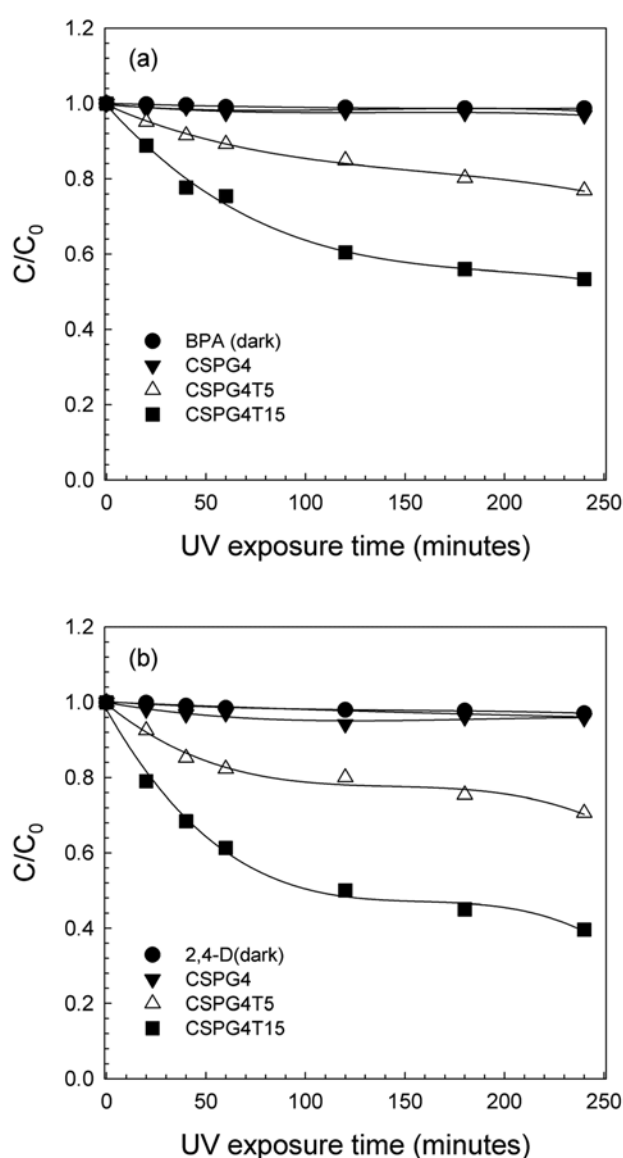 (a)
1.2
1.0
0.8
0.6
0.4
0.2
0.0
C/C₀
BPA (dark)
CSPG4
CSPG4T5
CSPG4T15
0 50 100 150 200 250
UV exposure time (minutes)
(b)
1.2
1.0
0.8
0.6
0.4
0.2
0.0
C/C₀
2,4-D(dark)
CSPG4
CSPG4T5
CSPG4T15
0 50 100 150 200 250
UV exposure time (minutes)